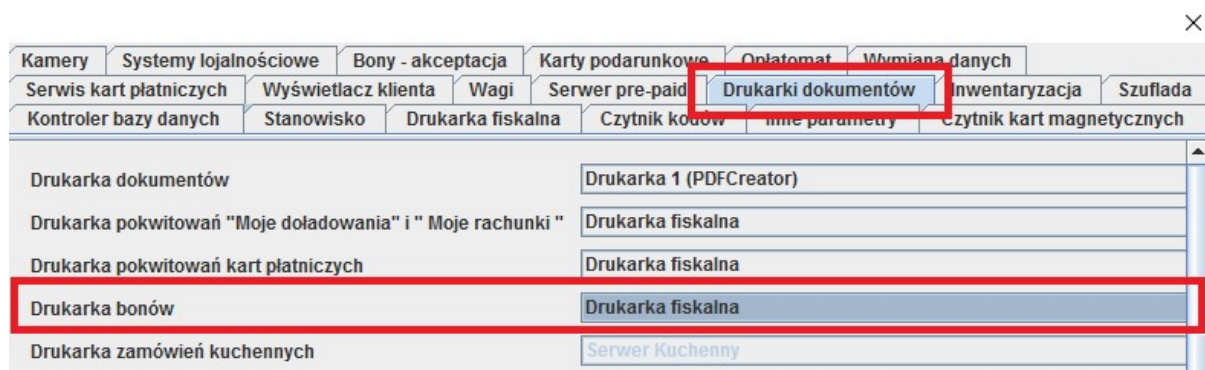 Kamery Systemy lojalnościowe Bony - akceptacja Karty podarunkowe Opłatomat Wymiana danych
Serwis kart płatniczych Wyświetlacz klienta Wagi Serwer pre-paid Drukarki dokumentów Inwentaryzacja Szuflada
Kontroler bazy danych Stanowisko Drukarka fiskalna Czytnik kodów Inne parametry Czytnik kart magnetycznych
Drukarka dokumentów Drukarka 1 (PDFCreator)
Drukarka pokwitowań "Moje doładowania" i " Moje rachunki " Drukarka fiskalna
Drukarka pokwitowań kart płatniczych Drukarka fiskalna
Drukarka bonów Drukarka fiskalna
Drukarka zamówień kuchennych Serwer Kuchenny